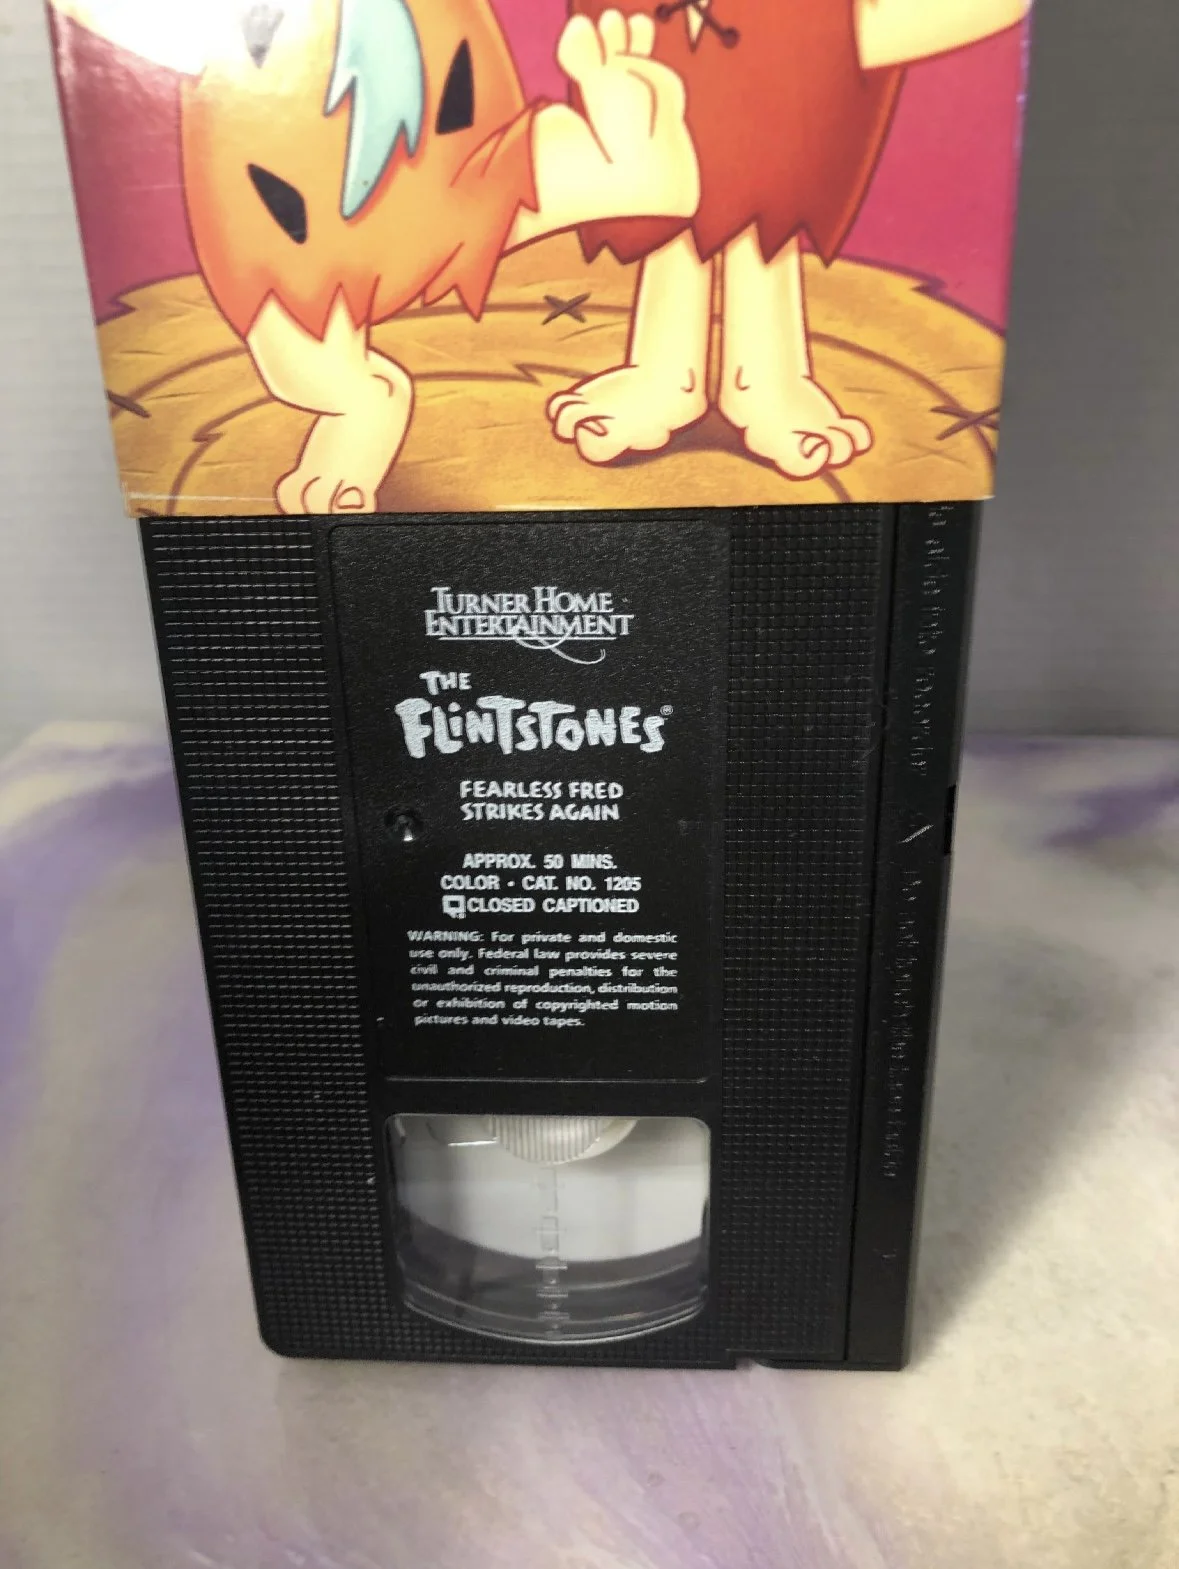 TURNER HOME
ENTERTAINMENT
THE
FLINTSTONES®
FEARLESS FRED
STRIKES AGAIN
APPROX. 50 MINS.
COLOR • CAT. NO. 1205
CLOSED CAPTIONED
WARNING: For private and domestic
use only. Federal law provides severe
civil and criminal penalties for the
unauthorized reproduction, distribution
or exhibition of copyrighted motion
pictures and video tapes.